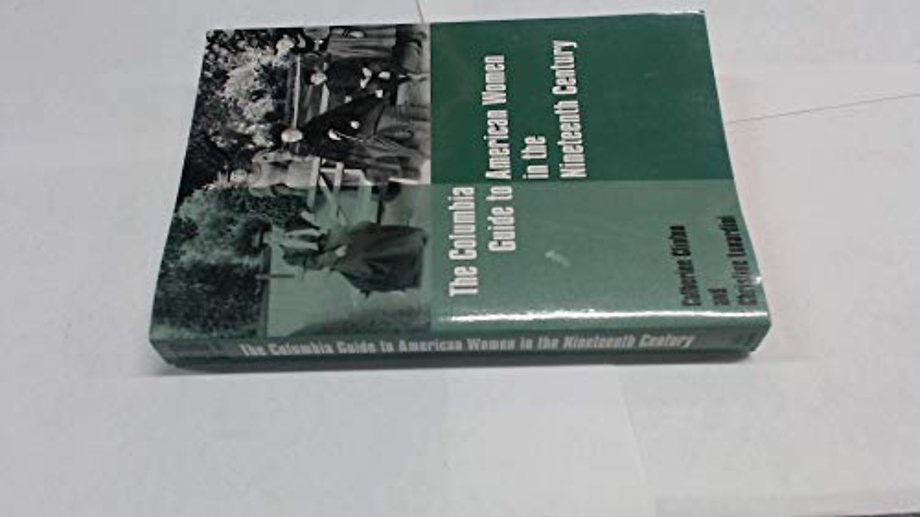 The Columbia
Guide to American Women
in the
Nineteenth Century
Catherine Clinton
and
Christine Lunardini
The Columbia Guide to American Women in the Nineteenth Century